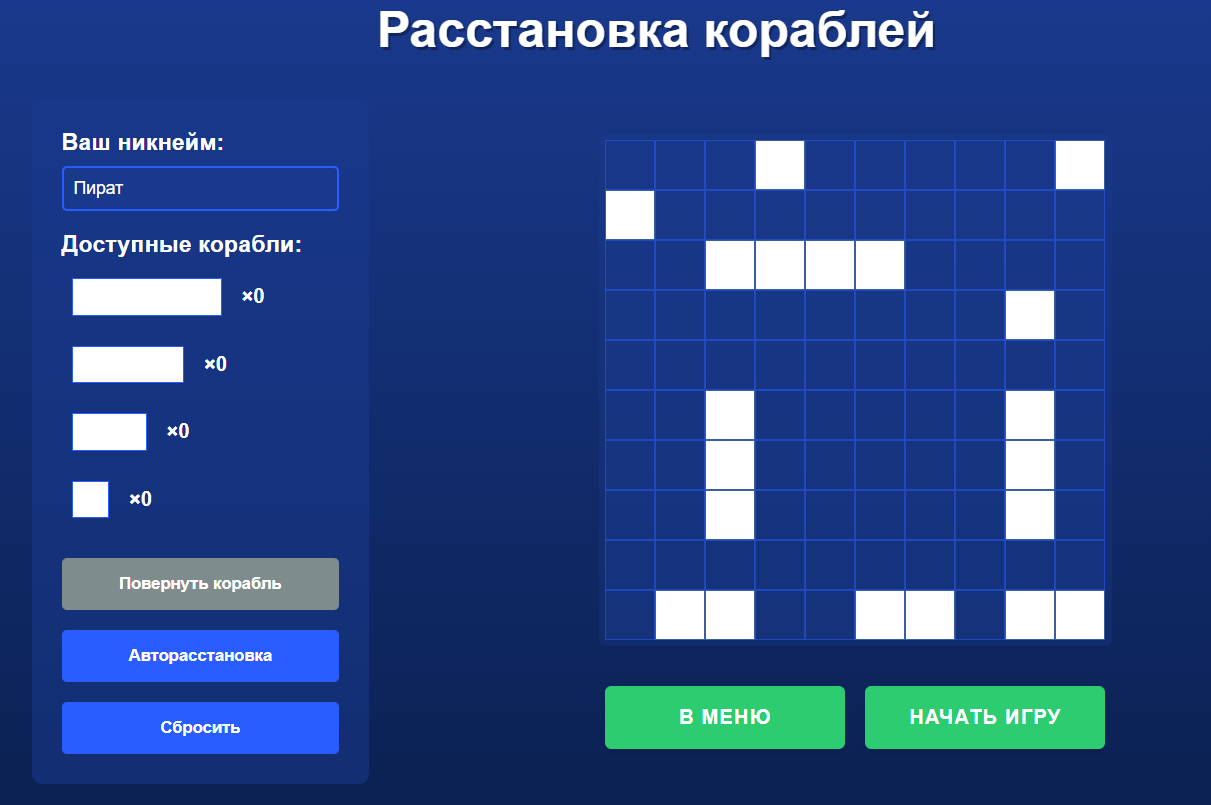 Расстановка кораблей
Ваш никнейм:
Пират
Доступные корабли:
×0
×0
×0
×0
Повернуть корабль
Авторасстановка
Сбросить
В МЕНЮ
НАЧАТЬ ИГРУ